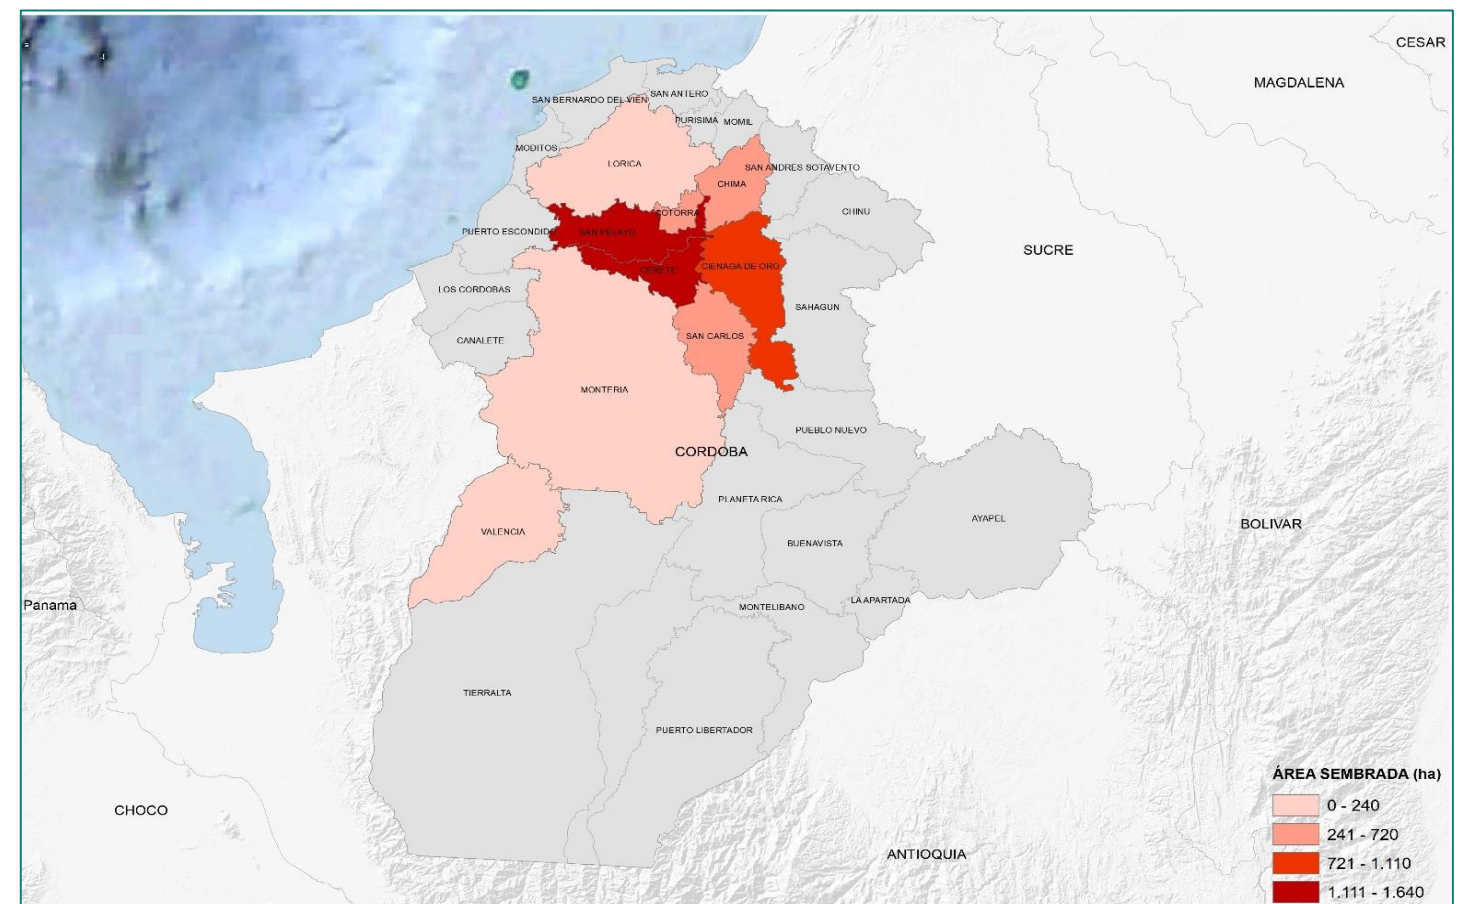 CESAR
MAGDALENA
SAN ANTERO
SAN BERNARDO DEL VIEN
PURISIMA
MOMIL
MOÐITOS
LORICA
SAN ANDRES SOTAVENTO
CHIMA
COTORRA
CHINU
PUERTO ESCONDIDO
SAN PELAYO
SUCRE
CERETE
CIENAGA DE ORO
LOS CORDOBAS
SAHAGUN
CANALETE
SAN CARLOS
MONTERIA
PUEBLO NUEVO
CORDOBA
PLANETA RICA
AYAPEL
BOLIVAR
VALENCIA
BUENAVISTA
Panama
MONTELIBANO
LA APARTADA
TIERRALTA
PUERTO LIBERTADOR
CHOCO
ANTIOQUIA
ÁREA SEMBRADA (ha)
0 - 240
241 - 720
721 - 1.110
1.111 - 1.640